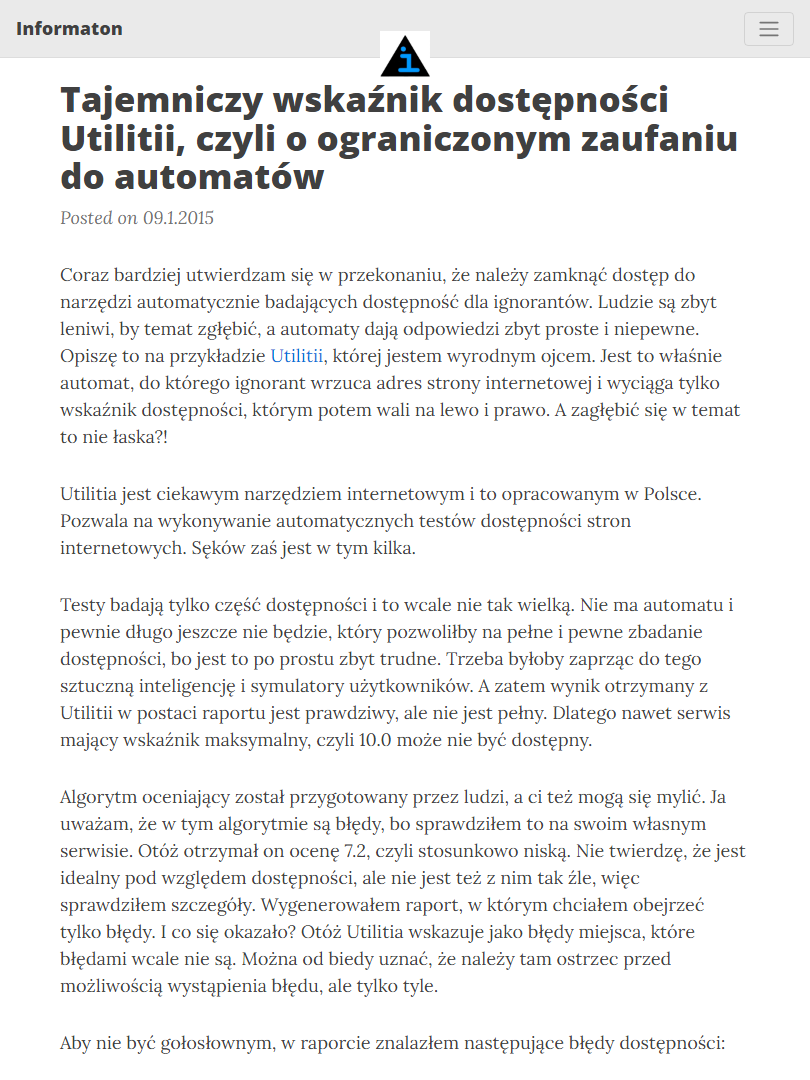 Informaton
i
Tajemniczy wskaźnik dostępności
Utilitii, czyli o ograniczonym zaufaniu
do automatów
Posted on 09.1.2015
Coraz bardziej utwierdzam się w przekonaniu, że należy zamknąć dostęp do
narzędzi automatycznie badających dostępność dla ignorantów. Ludzie są zbyt
leniwi, by temat zgłębić, a automaty dają odpowiedzi zbyt proste i niepewne.
Opiszę to na przykładzie Utilitii, której jestem wyrodnym ojcem. Jest to właśnie
automat, do którego ignorant wrzuca adres strony internetowej i wyciąga tylko
wskaźnik dostępności, którym potem wali na lewo i prawo. A zagłębić się w temat
to nie łaska?!
Utilitia jest ciekawym narzędziem internetowym i to opracowanym w Polsce.
Pozwala na wykonywanie automatycznych testów dostępności stron
internetowych. Sęków zaś jest w tym kilka.
Testy badają tylko część dostępności i to wcale nie tak wielką. Nie ma automatu i
pewnie długo jeszcze nie będzie, który pozwoliłby na pełne i pewne zbadanie
dostępności, bo jest to po prostu zbyt trudne. Trzeba byłoby zaprząc do tego
sztuczną inteligencję i symulatory użytkowników. A zatem wynik otrzymany z
Utilitii w postaci raportu jest prawdziwy, ale nie jest pełny. Dlatego nawet serwis
mający wskaźnik maksymalny, czyli 10.0 może nie być dostępny.
Algorytm oceniający został przygotowany przez ludzi, a ci też mogą się mylić. Ja
uważam, że w tym algorytmie są błędy, bo sprawdziłem to na swoim własnym
serwisie. Otóż otrzymał on ocenę 7.2, czyli stosunkowo niską. Nie twierdzę, że jest
idealny pod względem dostępności, ale nie jest też z nim tak źle, więc
sprawdziłem szczegóły. Wygenerowałem raport, w którym chciałem obejrzeć
tylko błędy. I co się okazało? Otóż Utilitia wskazuje jako błędy miejsca, które
błędami wcale nie są. Można od biedy uznać, że należy tam ostrzec przed
możliwością wystąpienia błędu, ale tylko tyle.
Aby nie być gołosłownym, w raporcie znalazłem następujące błędy dostępności: